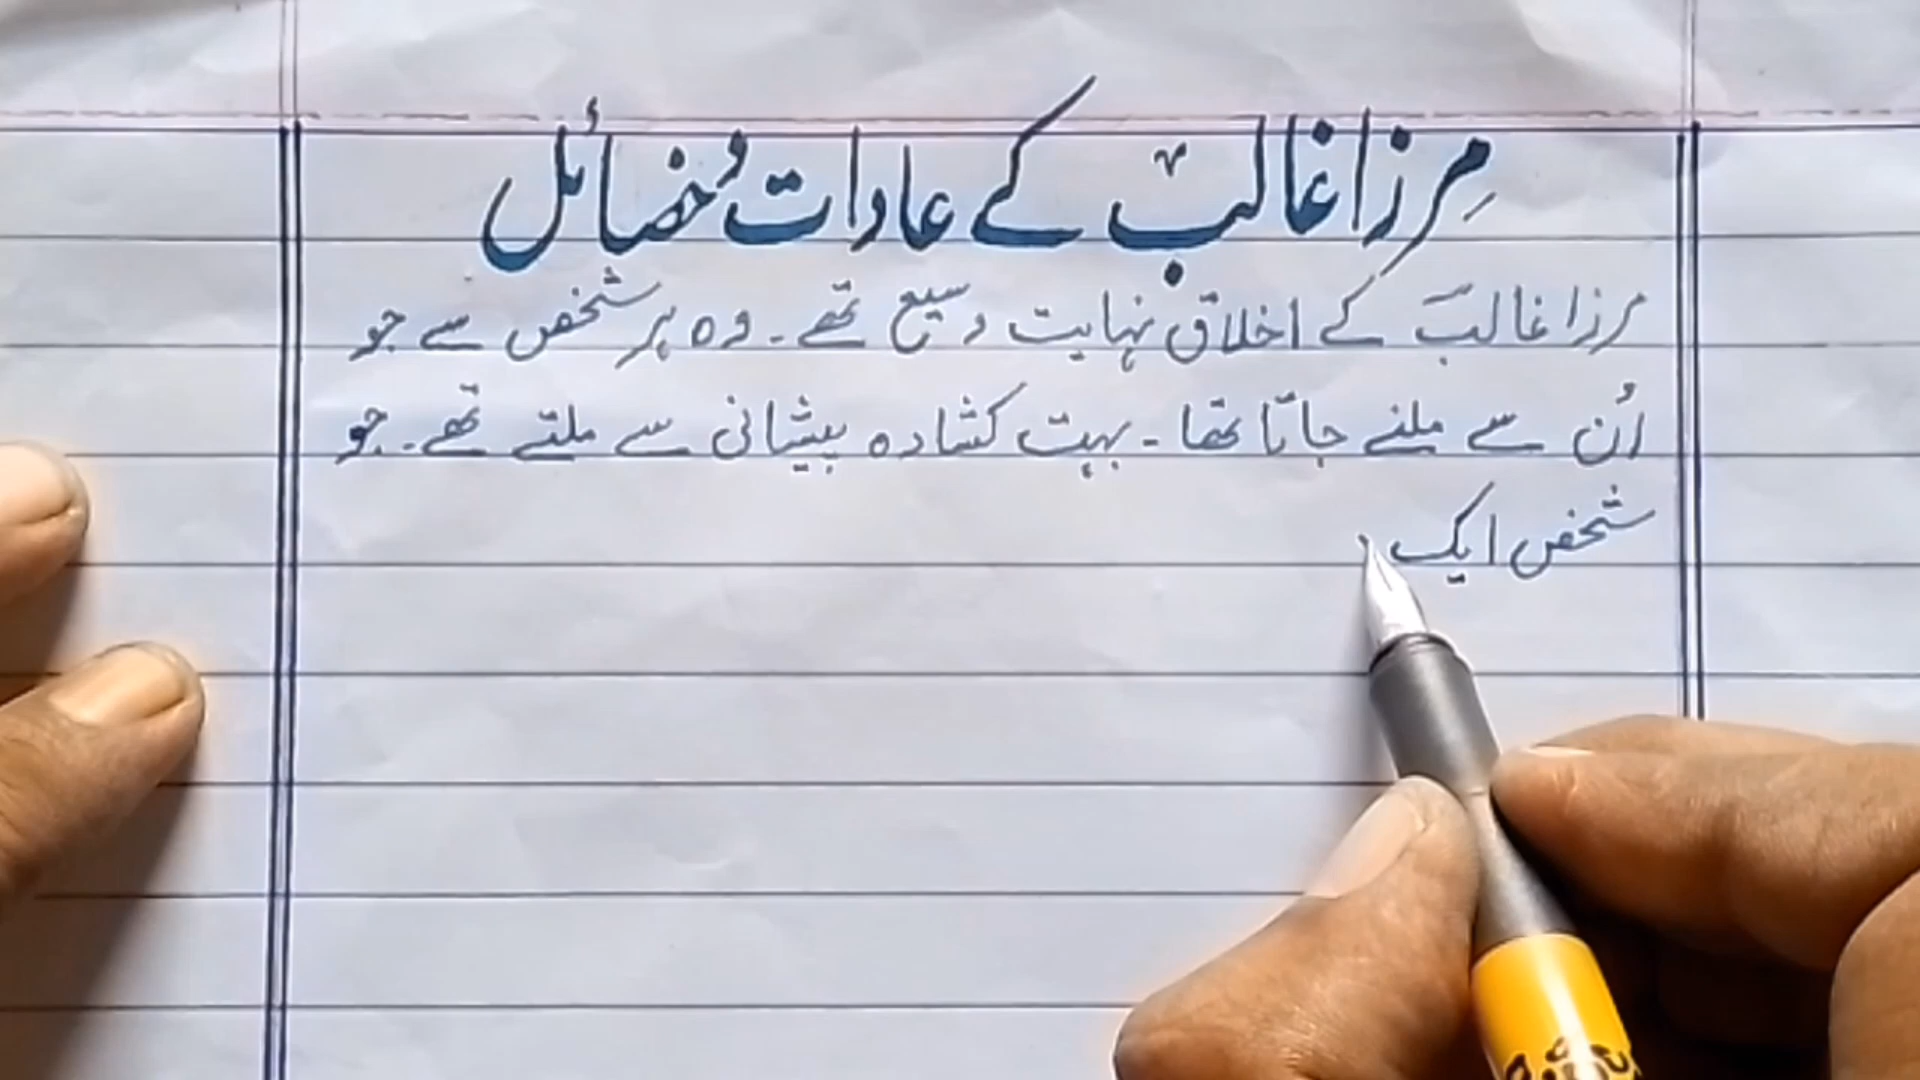 مِرزا غالبؔ کے عادات و خصائل
مرزا غالبؔ کے اخلاق نہایت وسیع تھے۔ وہ ہر شخص سے جو
اُن سے ملنے جاتا تھا۔ بہت کشادہ پیشانی سے ملتے تھے۔ جو
شخص ایک